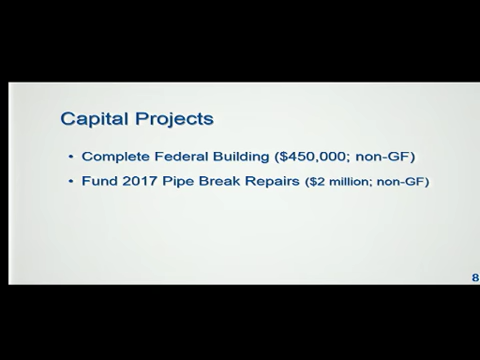 Capital Projects
• Complete Federal Building ($450,000; non-GF)
• Fund 2017 Pipe Break Repairs ($2 million; non-GF)
8